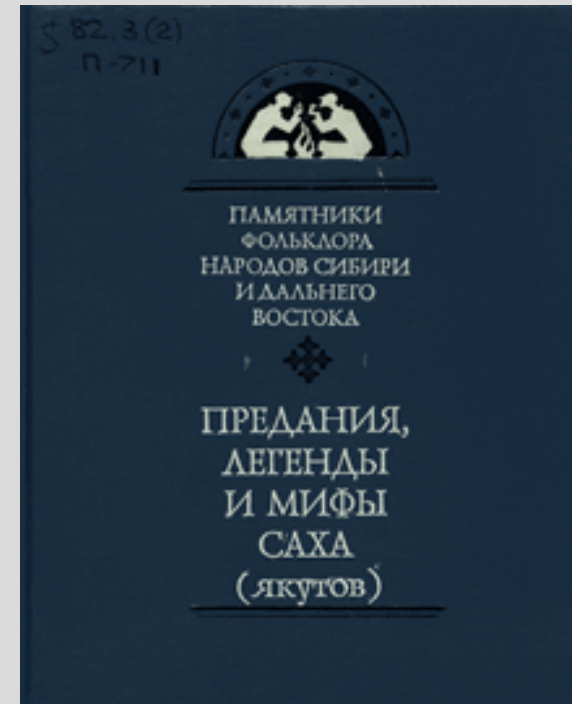 § 82.3(2)
П-711
ПАМЯТНИКИ
ФОЛЬКЛОРА
НАРОДОВ СИБИРИ
И ДАЛЬНЕГО
ВОСТОКА
ПРЕДАНИЯ,
ЛЕГЕНДЫ
И МИФЫ
САХА
(якутов)